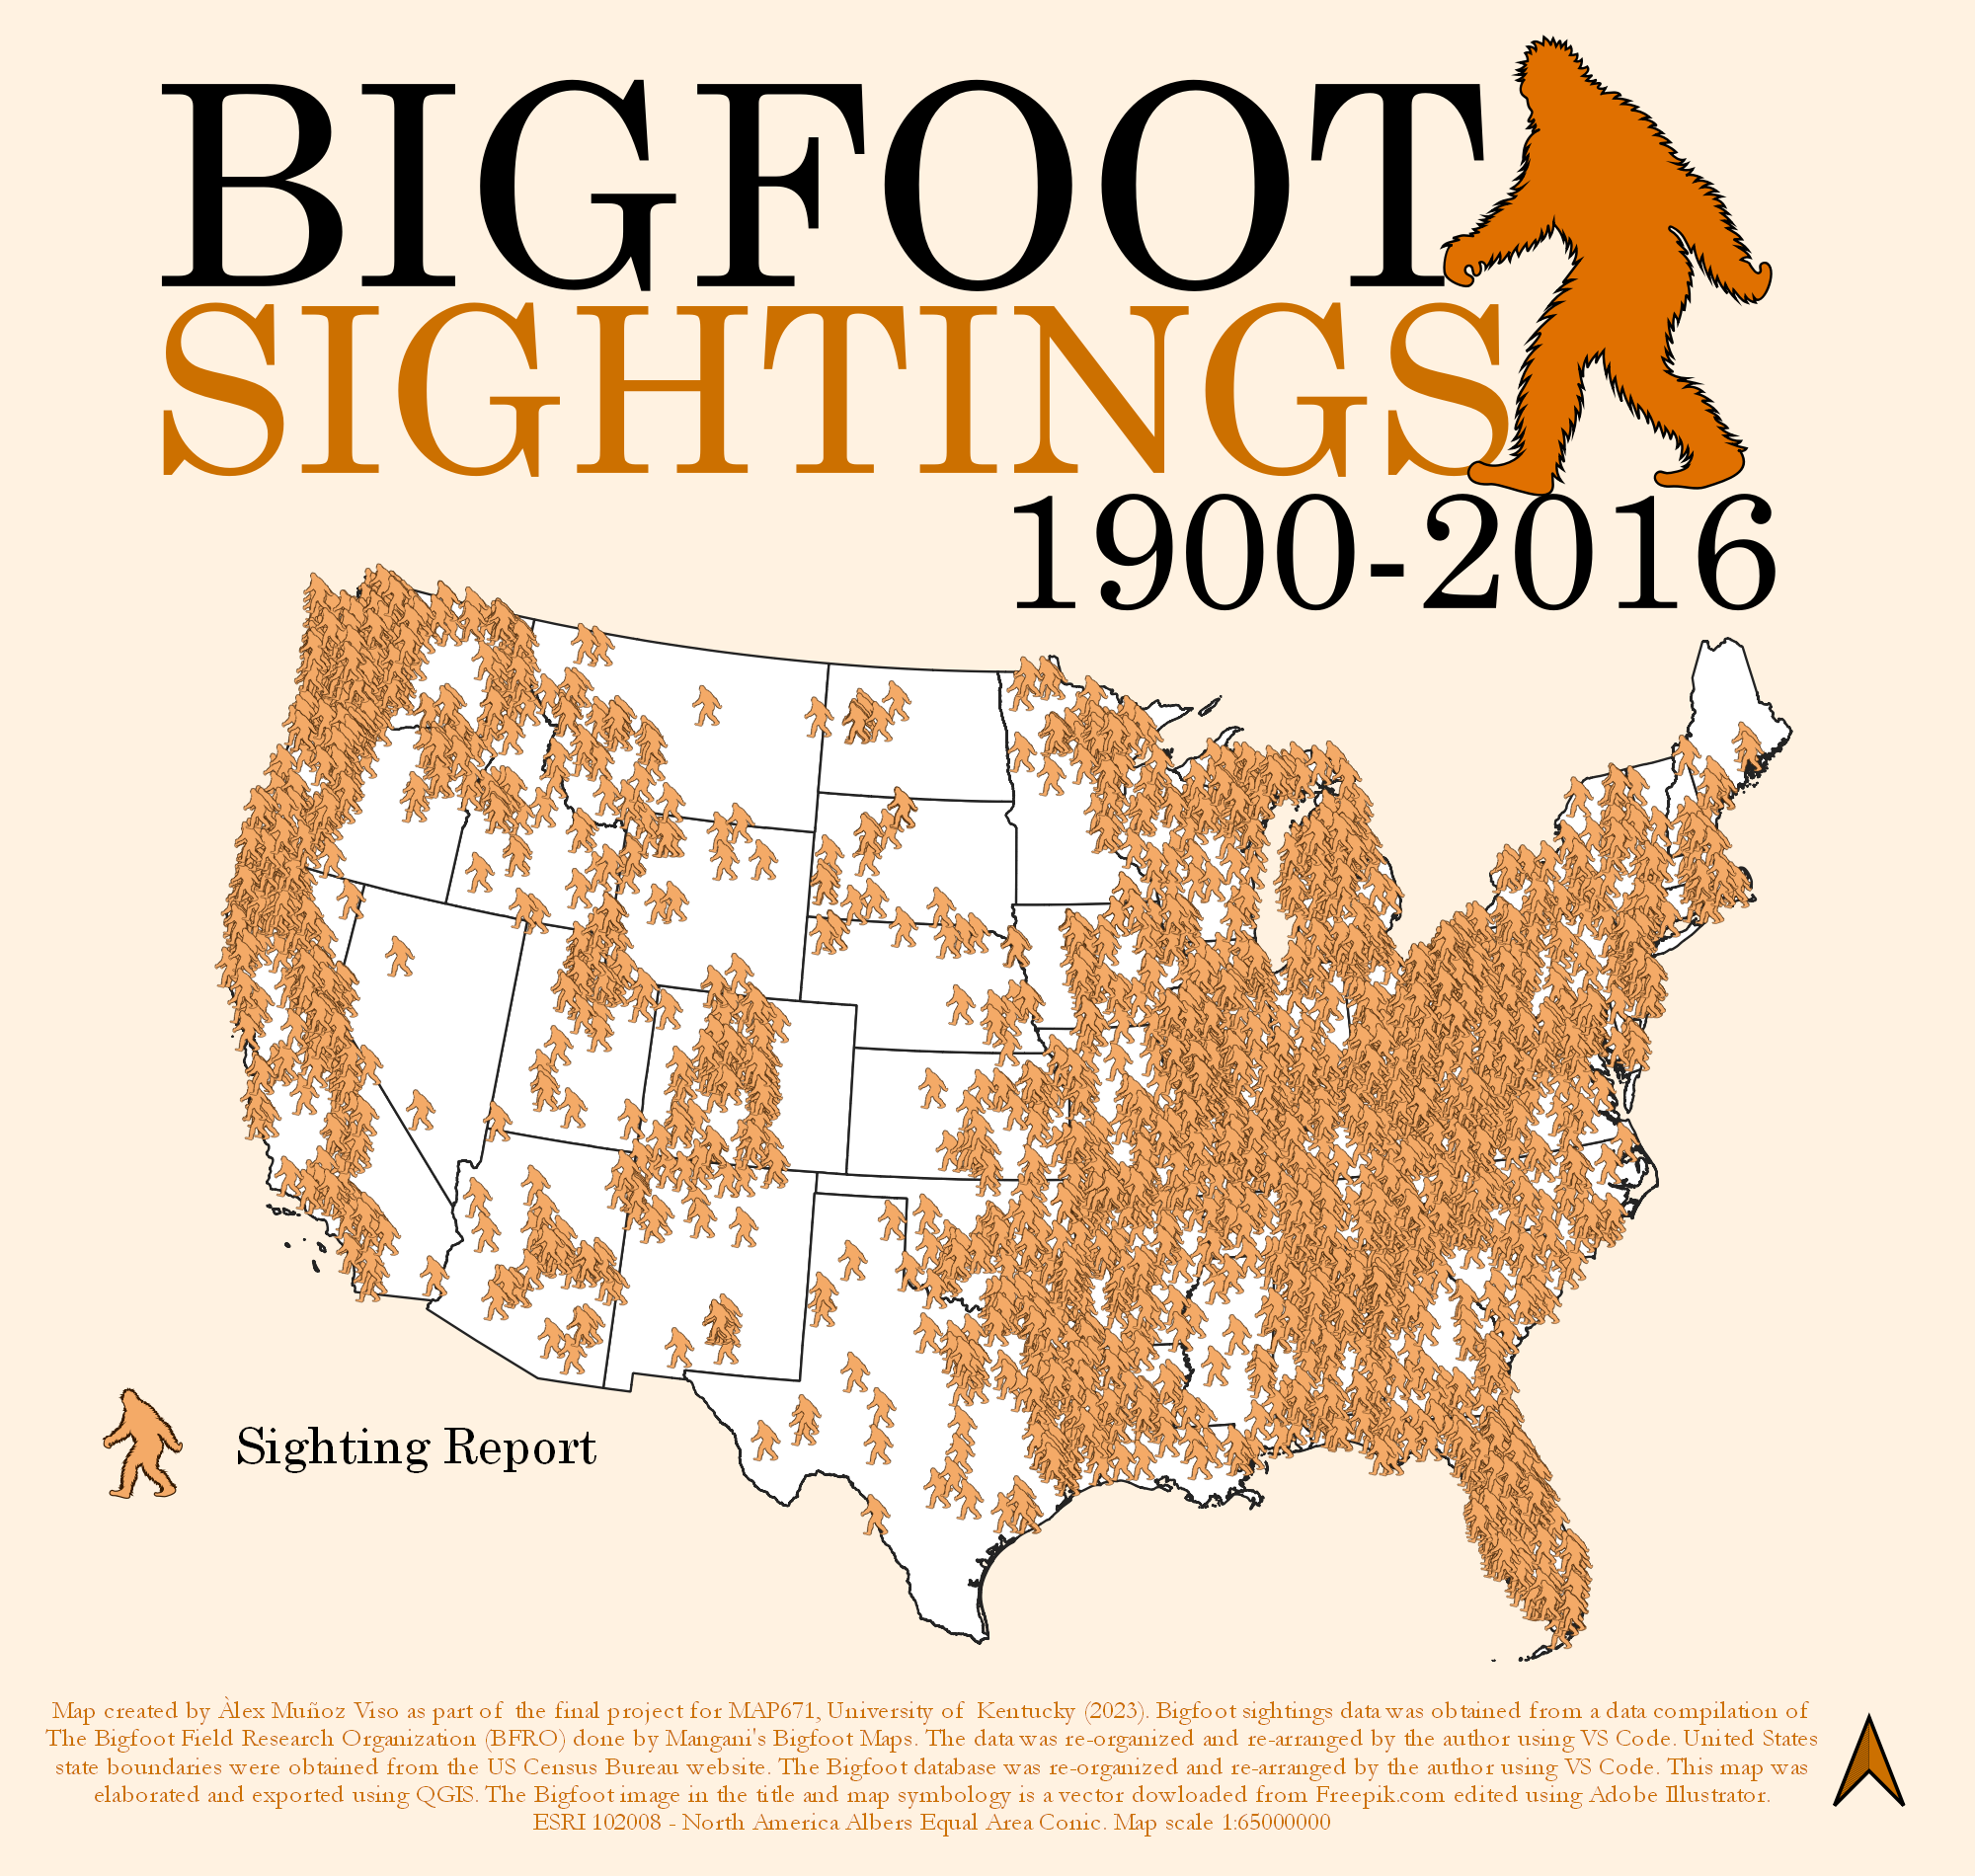 BIGFOOT
SIGHTINGS
1900-2016
Sighting Report
Map created by Àlex Muñoz Viso as part of the final project for MAP671, University of Kentucky (2023). Bigfoot sightings data was obtained from a data compilation of
The Bigfoot Field Research Organization (BFRO) done by Mangani's Bigfoot Maps. The data was re-organized and re-arranged by the author using VS Code. United States
state boundaries were obtained from the US Census Bureau website. The Bigfoot database was re-organized and re-arranged by the author using VS Code. This map was
elaborated and exported using QGIS. The Bigfoot image in the title and map symbology is a vector dowloaded from Freepik.com edited using Adobe Illustrator.
ESRI 102008 - North America Albers Equal Area Conic. Map scale 1:65000000